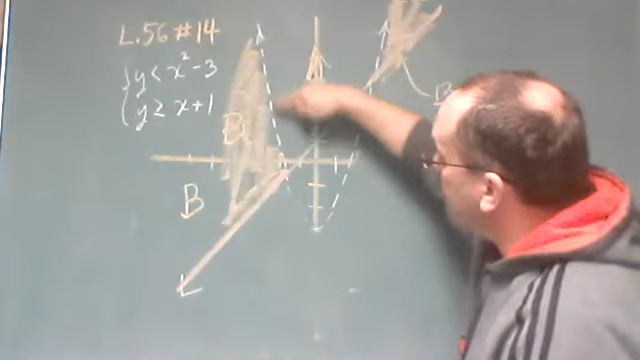 L.56 #14
y < x² - 3
y ≥ x + 1
B
B
B